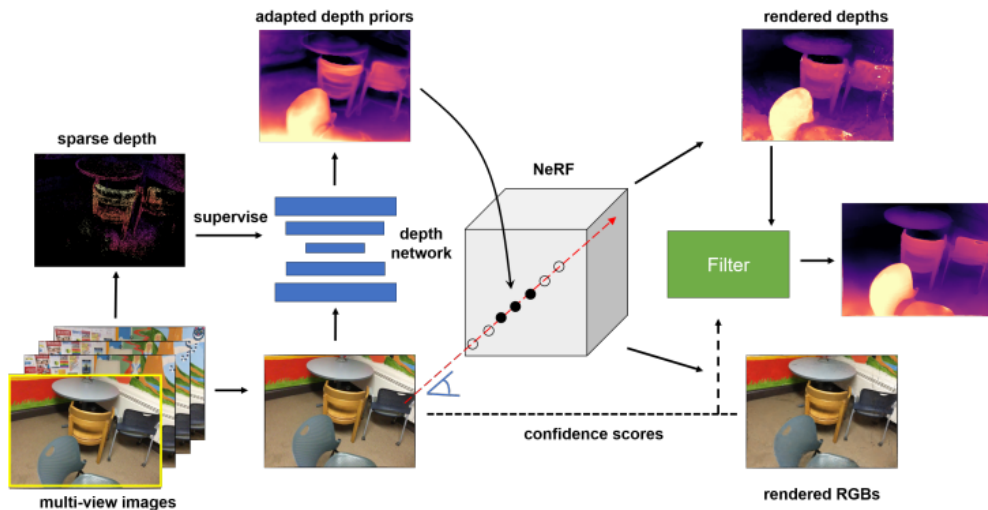 adapted depth priors
rendered depths
sparse depth
NeRF
supervise
depth
network
Filter
confidence scores
multi-view images
rendered RGBs